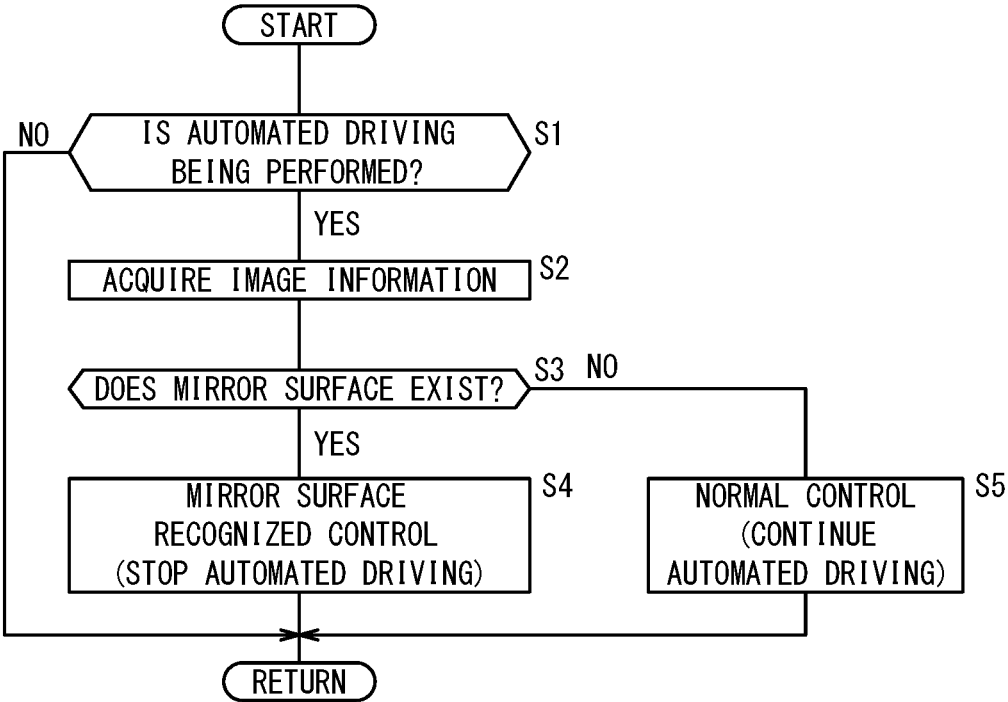 START
NO
IS AUTOMATED DRIVING
BEING PERFORMED?
S1
YES
ACQUIRE IMAGE INFORMATION
S2
DOES MIRROR SURFACE EXIST?
S3
NO
YES
MIRROR SURFACE
RECOGNIZED CONTROL
(STOP AUTOMATED DRIVING)
S4
NORMAL CONTROL
(CONTINUE
AUTOMATED DRIVING)
S5
RETURN